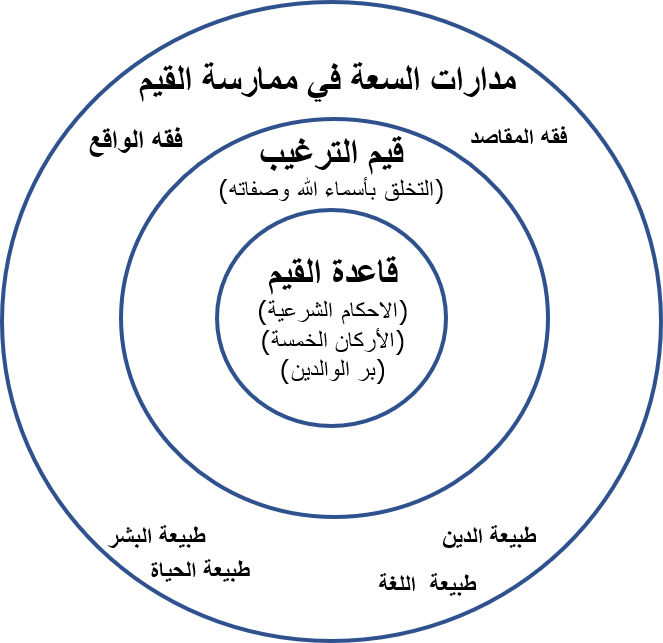 مدارات السعة في ممارسة القيم
فقه المقاصد
فقه الواقع
قيم الترغيب
(التخلق بأسماء الله وصفاته)
قاعدة القيم
(الاحكام الشرعية)
(الأركان الخمسة)
(بر الوالدين)
طبيعة الدين
طبيعة البشر
طبيعة اللغة
طبيعة الحياة